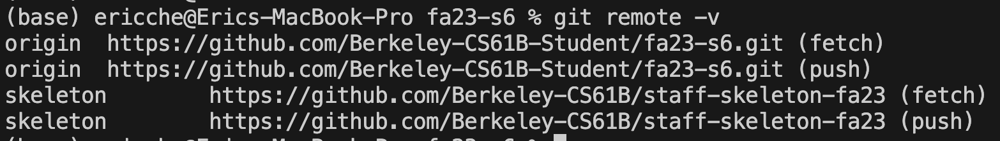 (base) ericche@Erics-MacBook-Pro fa23-s6 % git remote -v
origin  https://github.com/Berkeley-CS61B-Student/fa23-s6.git (fetch)
origin  https://github.com/Berkeley-CS61B-Student/fa23-s6.git (push)
skeleton        https://github.com/Berkeley-CS61B/staff-skeleton-fa23 (fetch)
skeleton        https://github.com/Berkeley-CS61B/staff-skeleton-fa23 (push)